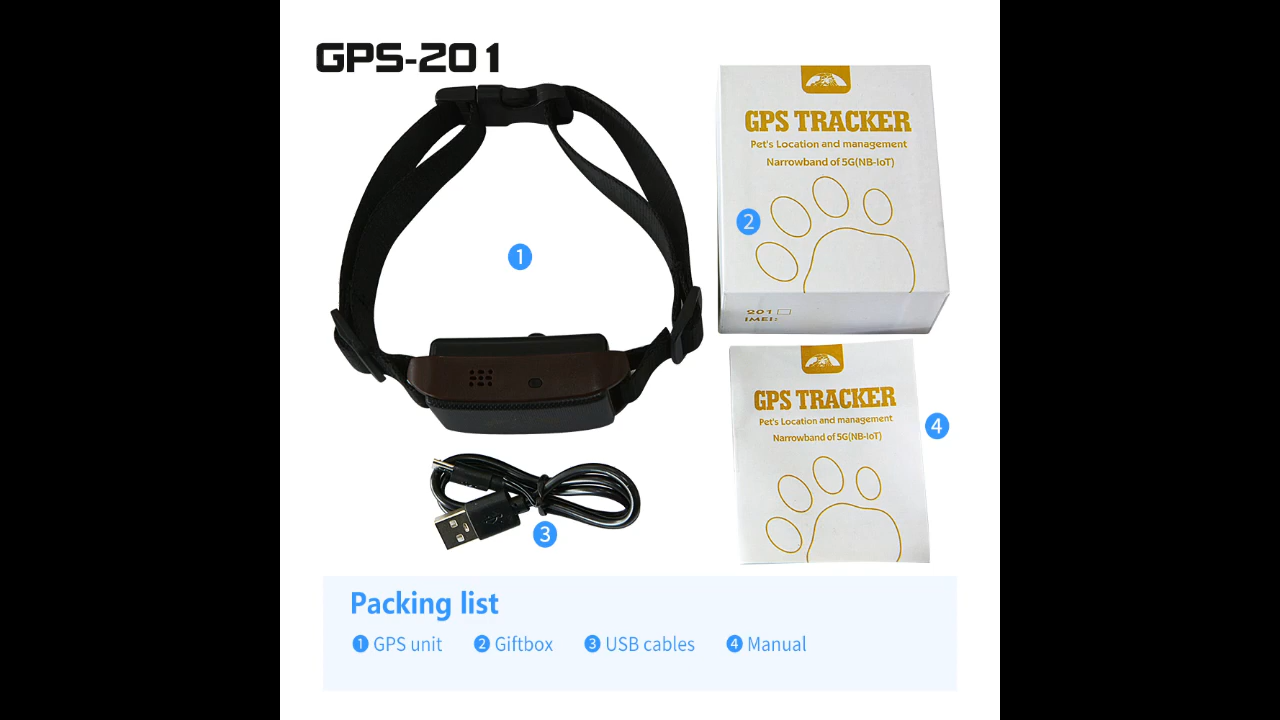 GPS-201
GPS TRACKER
Pet's Location and management
Narrowband of 5G(NB-IoT)
2
1
201
IMEI:
GPS TRACKER
Pet's Location and management
Narrowband of 5G(NB-IoT)
4
3
Packing list
1 GPS unit 2 Giftbox 3 USB cables 4 Manual